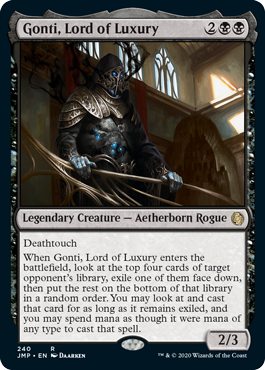 Gonti, Lord of Luxury 2
Legendary Creature — Aetherborn Rogue
Deathtouch
When Gonti, Lord of Luxury enters the
battlefield, look at the top four cards of target
opponent's library, exile one of them face down,
then put the rest on the bottom of that library
in a random order. You may look at and cast
that card for as long as it remains exiled, and
you may spend mana as though it were mana of
any type to cast that spell.
2/3
240 R
JMP • EN DAARKEN
™ & © 2020 Wizards of the Coast